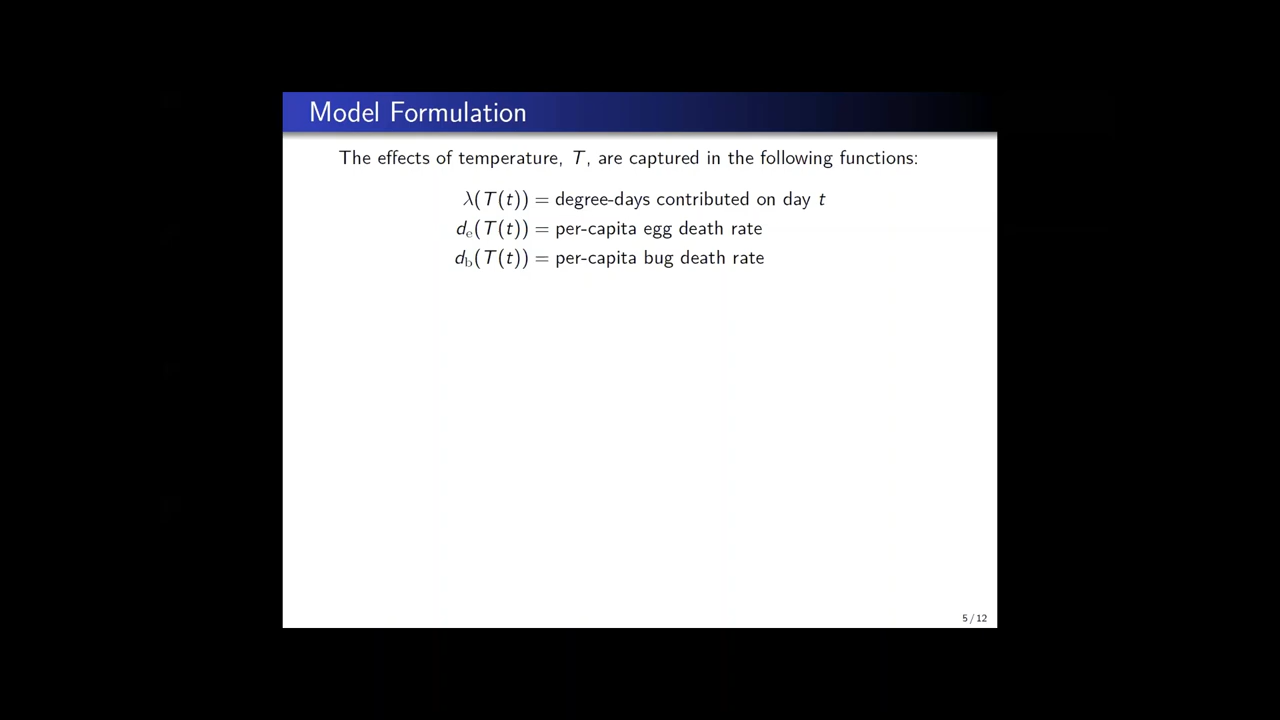 Model Formulation
The effects of temperature, T, are captured in the following functions:
λ(T(t)) = degree-days contributed on day t
dₑ(T(t)) = per-capita egg death rate
d_b(T(t)) = per-capita bug death rate
5 / 12